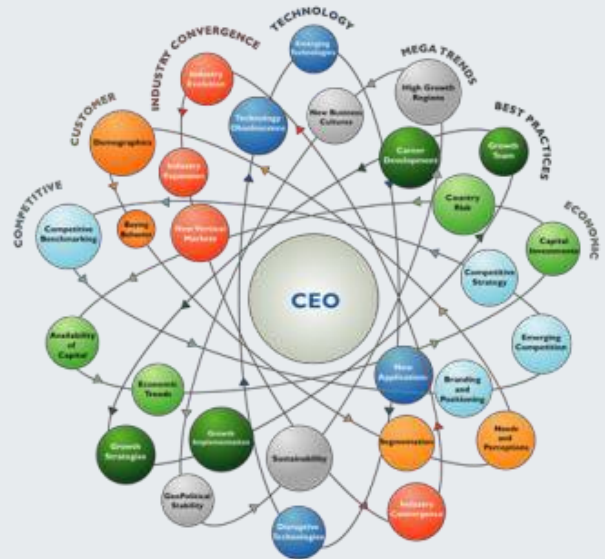 TECHNOLOGY
INDUSTRY CONVERGENCE
MEGA TRENDS
CUSTOMER
BEST PRACTICES
COMPETITIVE
ECONOMIC
Emerging
Technologies
Industry
Evolution
High Growth
Regions
Technology
Obsolescence
New Business
Cultures
Demographics
Career
Development
Growth
Team
Industry
Expansion
Country
Risk
Competitive
Benchmarking
Buying
Behavior
New Vertical
Markets
Capital
Investments
Competitive
Strategy
CEO
Availability
of
Capital
Emerging
Competition
Economic
Trends
New
Applications
Branding
and
Positioning
Growth
Strategies
Growth
Implementation
Sustainability
Segmentation
Needs
and
Perceptions
GeoPolitical
Stability
Industry
Convergence
Disruptive
Technologies